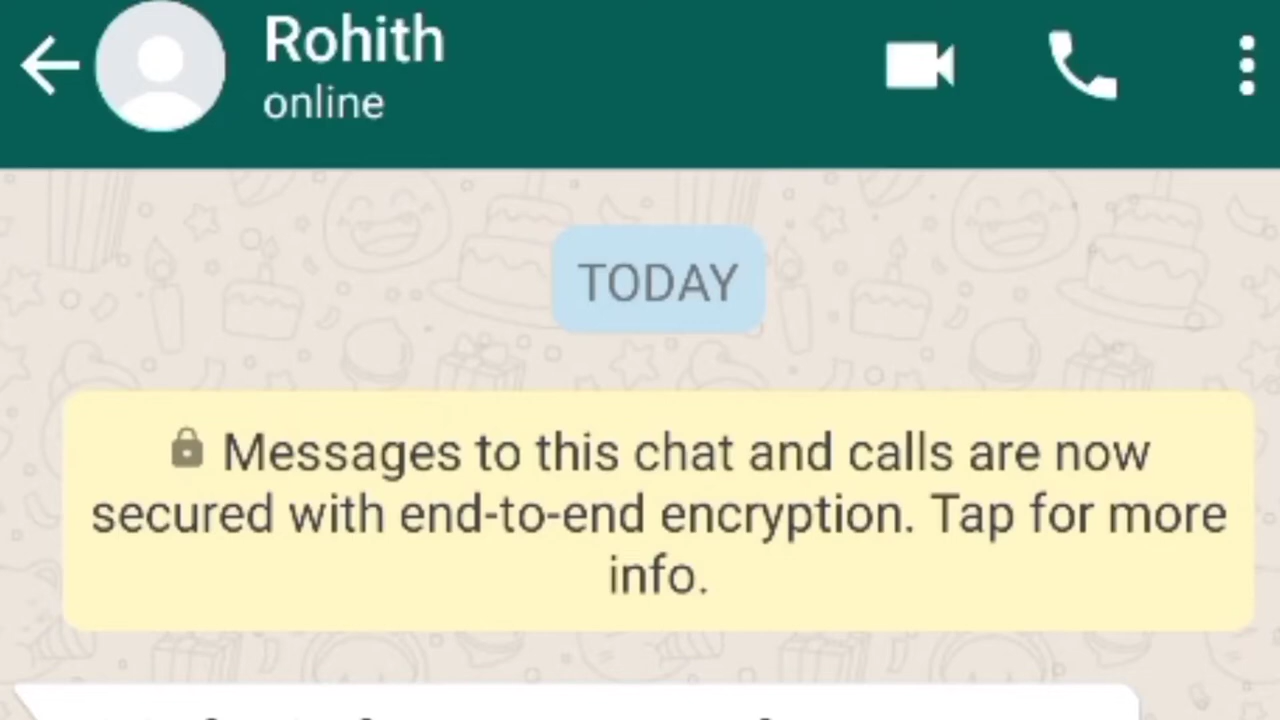 Rohith
online
TODAY
Messages to this chat and calls are now
secured with end-to-end encryption. Tap for more
info.